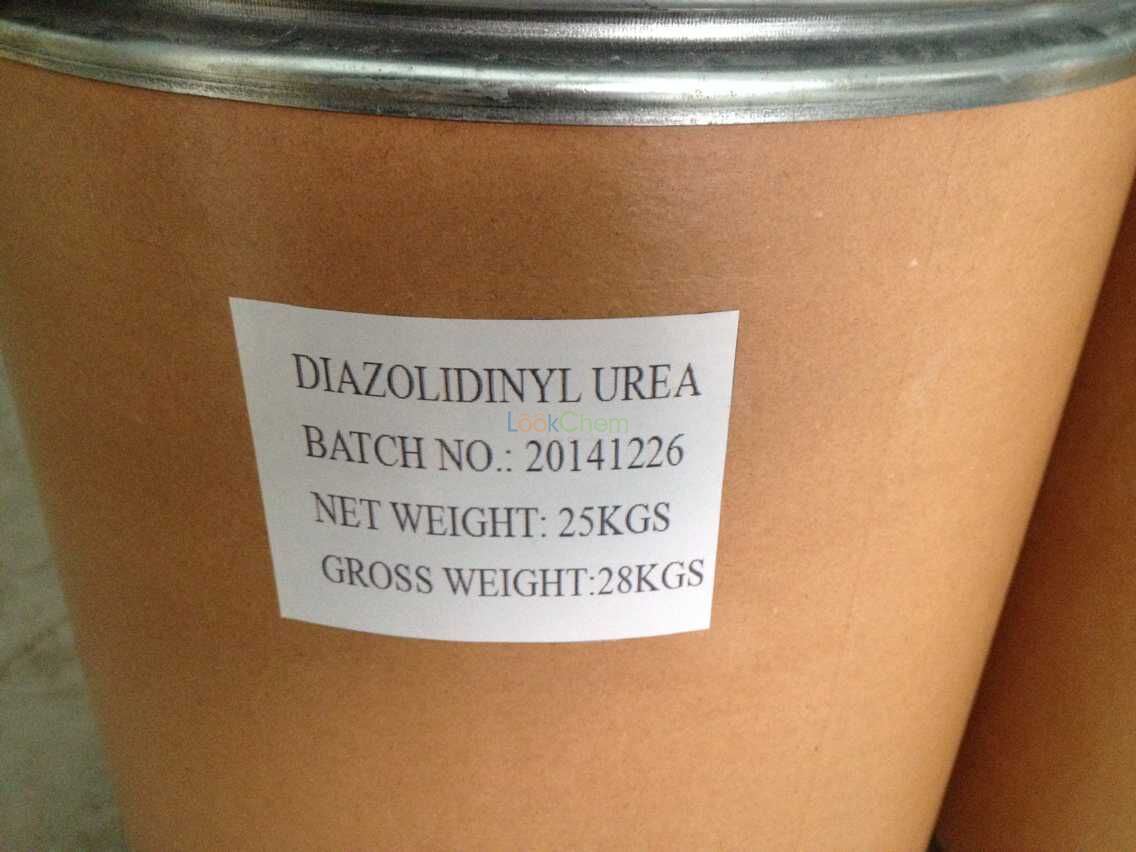 DIAZOLIDINYL UREA
LookChem
BATCH NO.: 20141226
NET WEIGHT: 25KGS
GROSS WEIGHT:28KGS